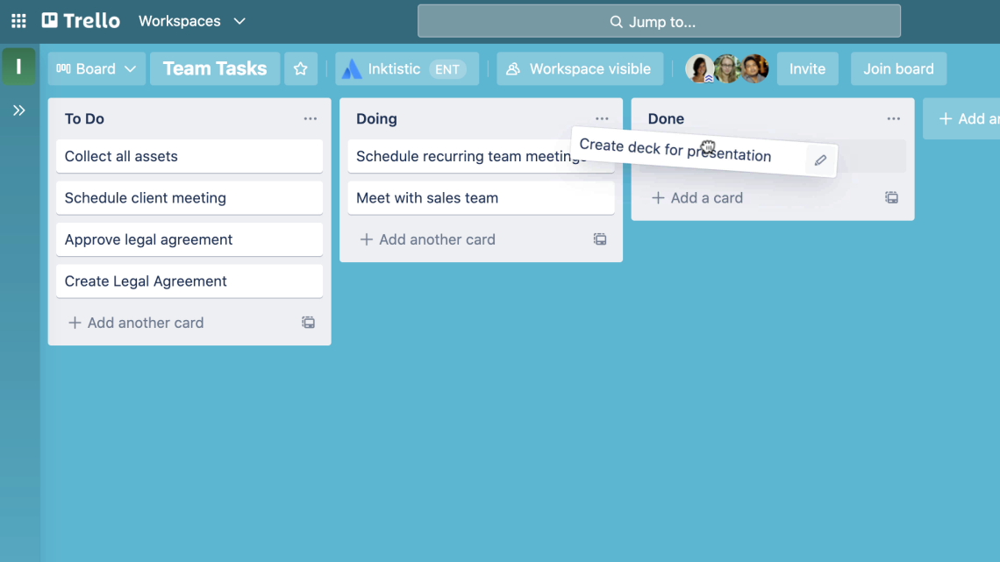 Trello
Workspaces
Jump to...
I
Board
Team Tasks
Inktistic ENT
Workspace visible
Invite
Join board
To Do
Collect all assets
Schedule client meeting
Approve legal agreement
Create Legal Agreement
+ Add another card
Doing
Schedule recurring team meetings
Meet with sales team
+ Add another card
Done
Create deck for presentation
+ Add a card
+ Add an